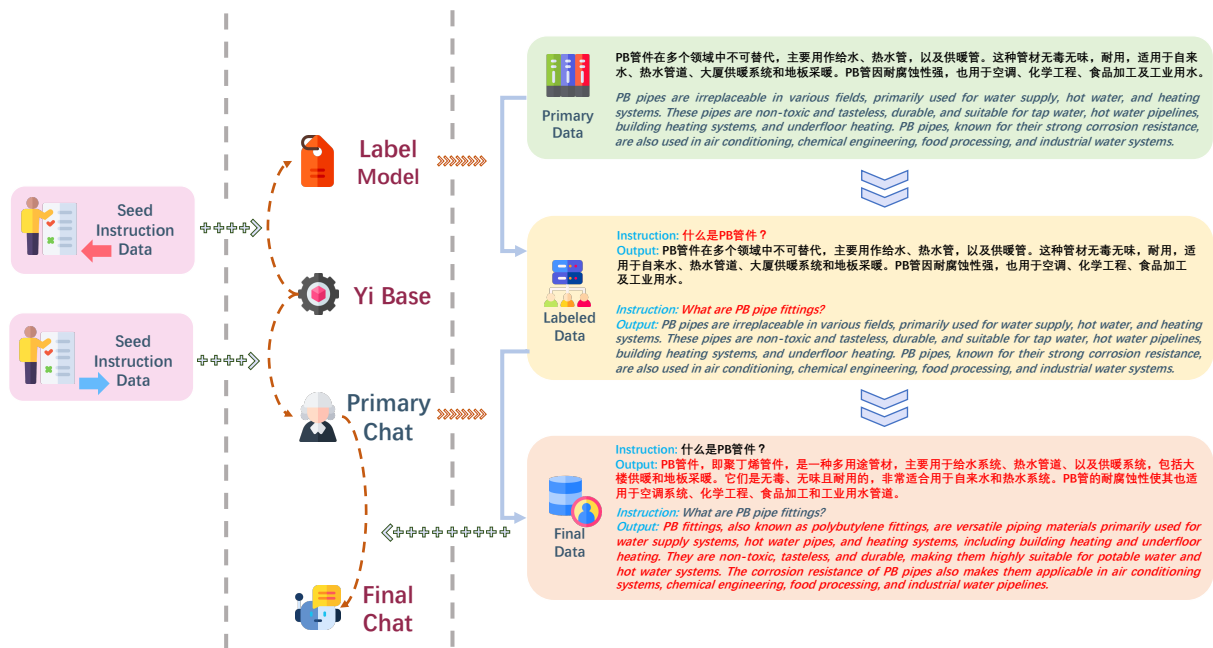 Seed
Instruction
Data
Seed
Instruction
Data
Label
Model
Yi Base
Primary
Chat
Final
Chat
Primary
Data
PB管件在多个领域中不可替代，主要用作给水、热水管，以及供暖管。这种管材无毒无味，耐用，适用于自来
水、热水管道、大厦供暖系统和地板采暖。PB管因耐腐蚀性强，也用于空调、化学工程、食品加工及工业用水。
PB pipes are irreplaceable in various fields, primarily used for water supply, hot water, and heating
systems. These pipes are non-toxic and tasteless, durable, and suitable for tap water, hot water pipelines,
building heating systems, and underfloor heating. PB pipes, known for their strong corrosion resistance,
are also used in air conditioning, chemical engineering, food processing, and industrial water systems.
Labeled
Data
Instruction: 什么是PB管件？
Output: PB管件在多个领域中不可替代，主要用作给水、热水管，以及供暖管。这种管材无毒无味，耐用，适
用于自来水、热水管道、大厦供暖系统和地板采暖。PB管因耐腐蚀性强，也用于空调、化学工程、食品加工
及工业用水。
Instruction: What are PB pipe fittings?
Output: PB pipes are irreplaceable in various fields, primarily used for water supply, hot water, and heating
systems. These pipes are non-toxic and tasteless, durable, and suitable for tap water, hot water pipelines,
building heating systems, and underfloor heating. PB pipes, known for their strong corrosion resistance,
are also used in air conditioning, chemical engineering, food processing, and industrial water systems.
Final
Data
Instruction: 什么是PB管件？
Output: PB管件，即聚丁烯管件，是一种多用途管材，主要用于给水系统、热水管道、以及供暖系统，包括大
楼供暖和地板采暖。它们是无毒、无味且耐用的，非常适合用于自来水和热水系统。PB管的耐腐蚀性使其也适
用于空调系统、化学工程、食品加工和工业用水管道。
Instruction: What are PB pipe fittings?
Output: PB fittings, also known as polybutylene fittings, are versatile piping materials primarily used for
water supply systems, hot water pipes, and heating systems, including building heating and underfloor
heating. They are non-toxic, tasteless, and durable, making them highly suitable for potable water and
hot water systems. The corrosion resistance of PB pipes also makes them applicable in air conditioning
systems, chemical engineering, food processing, and industrial water pipelines.